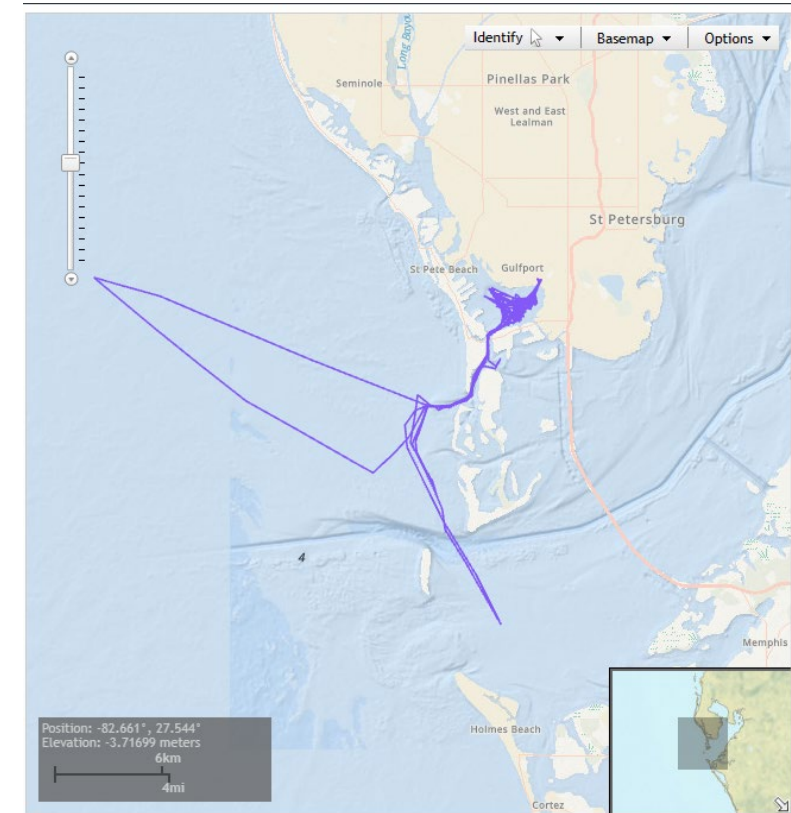 Identify Basemap Options
Long Bayou
Seminole
Pinellas Park
West and East
Lealman
St Petersburg
St Pete Beach
Gulfport
4
Memphis
Holmes Beach
Cortez
Position: -82.661°, 27.544°
Elevation: -3.71699 meters
6km
4mi